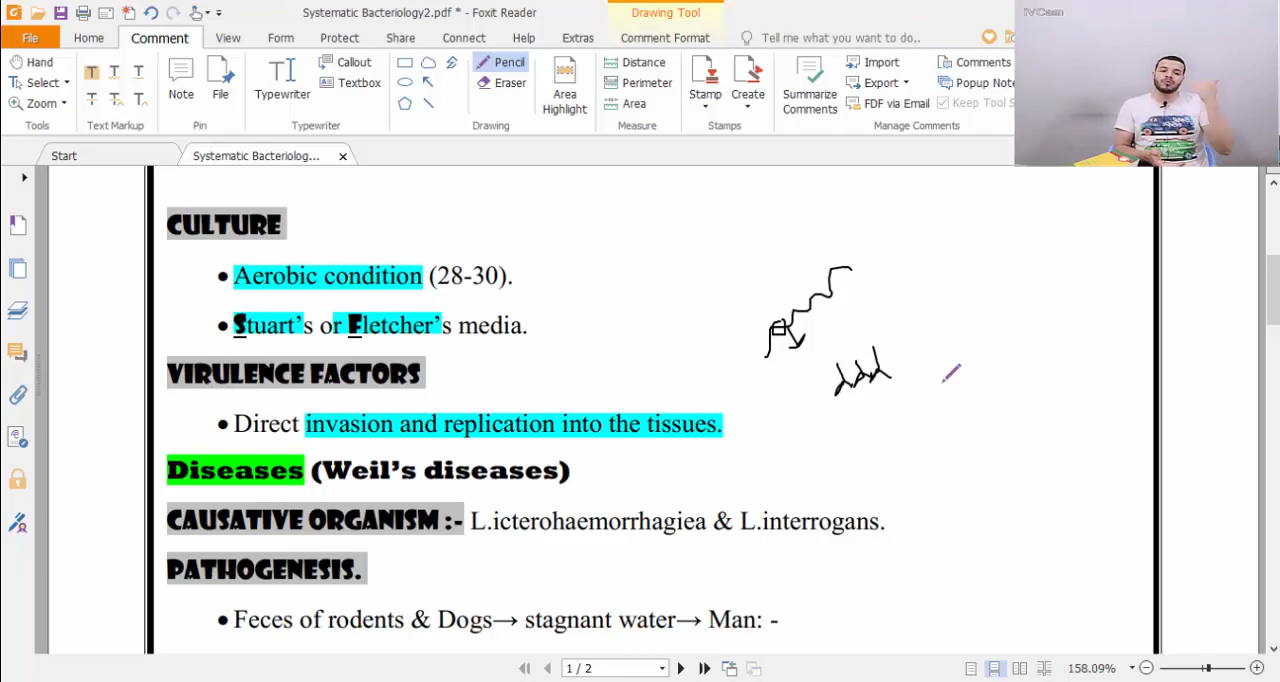 Systematic Bacteriology2.pdf * - Foxit Reader
Drawing Tool
iVCam
File Home Comment View Form Protect Share Connect Help Extras Comment Format Tell me what you want to do..
Hand Callout Pencil Distance Import Comments
Select Textbox Eraser Perimeter Export Popup Note
Zoom Note File Typewriter Area Highlight Area Stamp Create Summarize Comments FDF via Email Keep Tool S
Tools Text Markup Pin Typewriter Drawing Measure Stamps Manage Comments
Start Systematic Bacteriolog...
CULTURE
• Aerobic condition (28-30).
• Stuart's or Fletcher's media.
VIRULENCE FACTORS
• Direct invasion and replication into the tissues.
Diseases (Weil's diseases)
CAUSATIVE ORGANISM :- L.icterohaemorrhagiea & L.interrogans.
PATHOGENESIS.
• Feces of rodents & Dogs→ stagnant water→ Man: -
1 / 2 158.09%